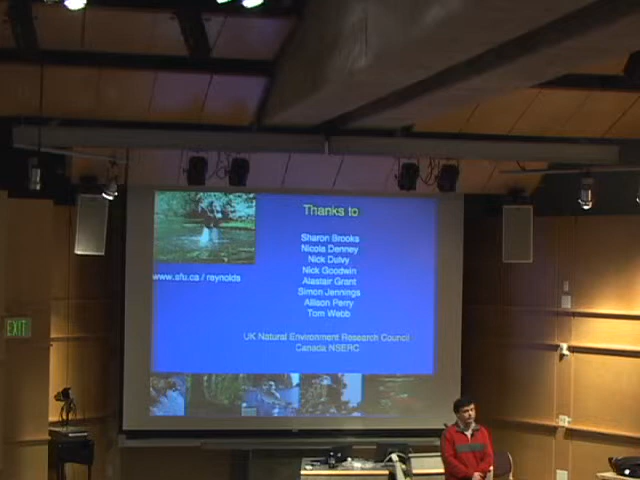 Thanks to
Sharon Brooks
Nicola Denney
Nick Dulvy
Nick Goodwin
Alastair Grant
Simon Jennings
Allison Perry
Tom Webb
www.sfu.ca / reynolds
UK Natural Environment Research Council
Canada NSERC
EXIT